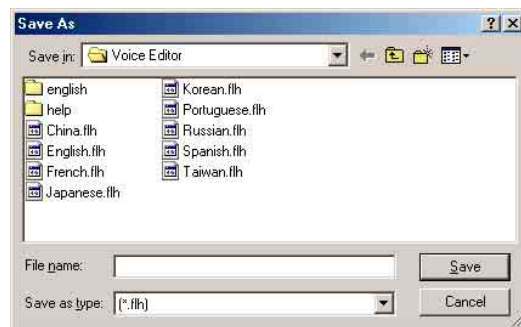 Save As
Save in: Voice Editor
english
help
China.flh
English.flh
French.flh
Japanese.flh
Korean.flh
Portuguese.flh
Russian.flh
Spanish.flh
Taiwan.flh
File name:
Save
Save as type: (*.flh)
Cancel